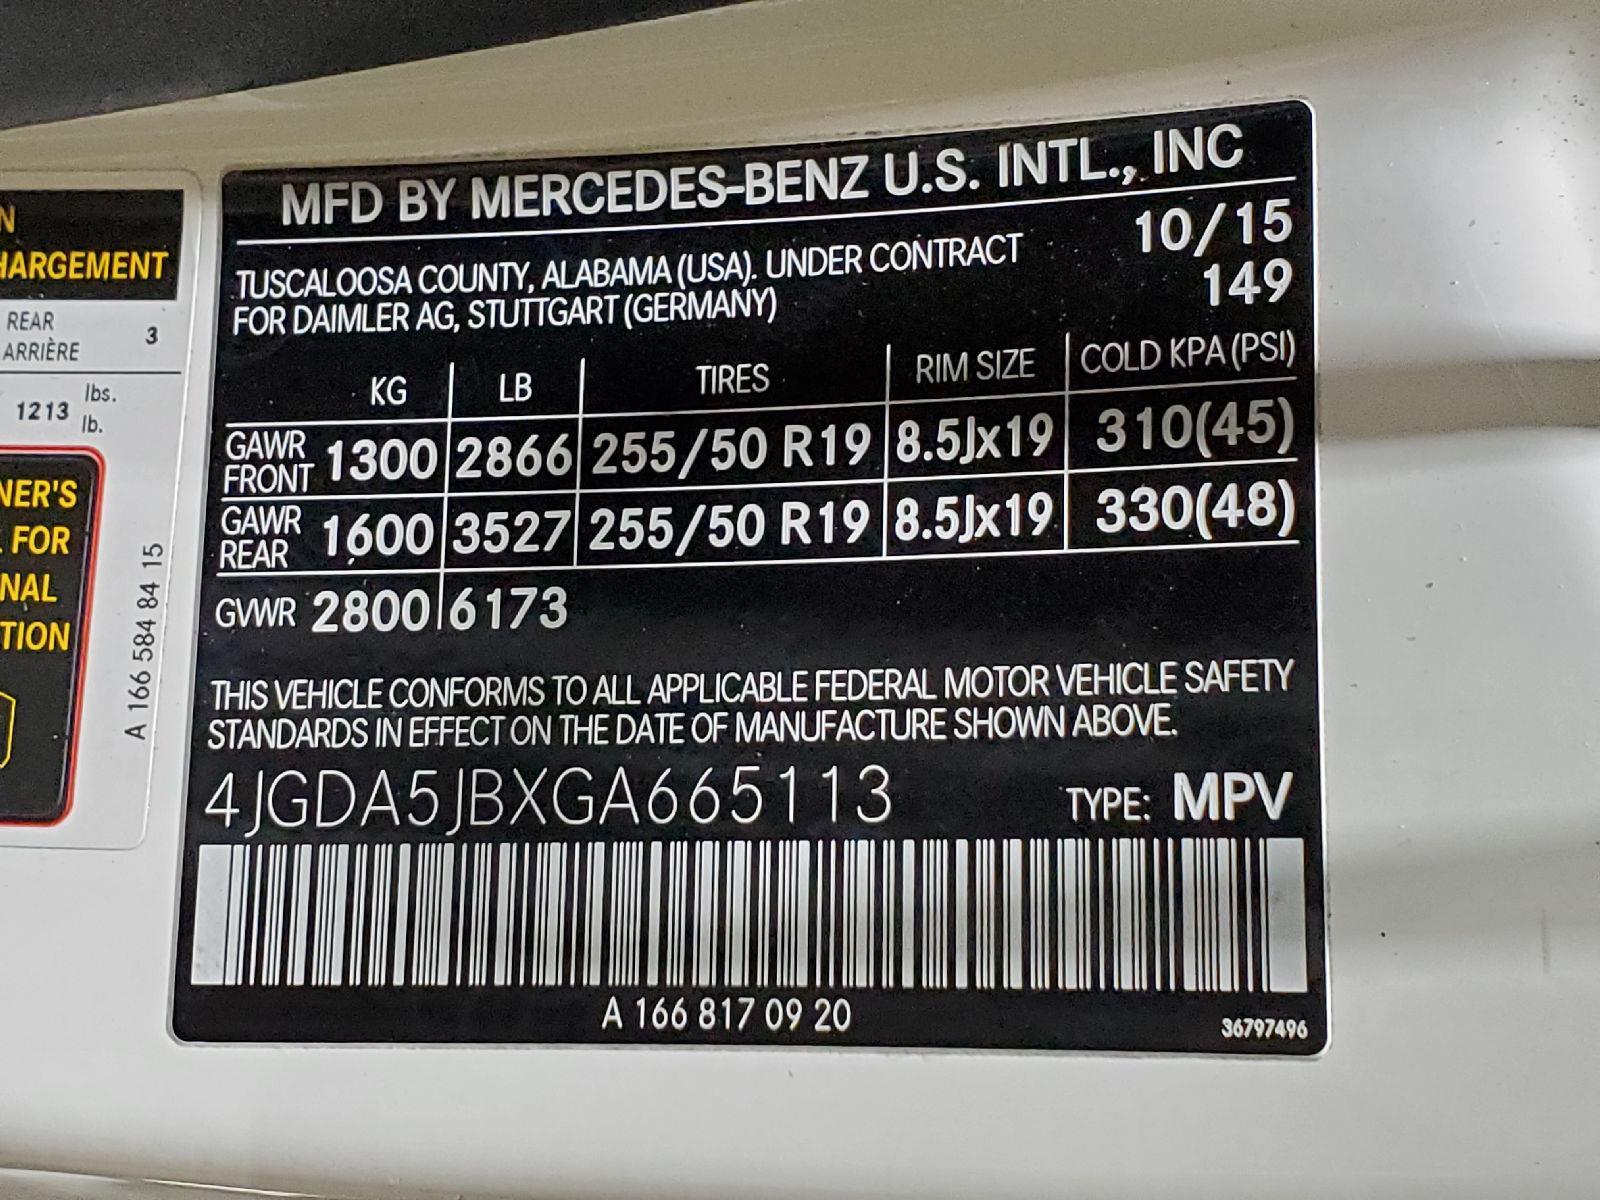 N
HARGEMENT
REAR
ARRIÈRE
3
1213 lbs.
lb.
NER'S
FOR
NAL
TION
A 166 584 84 15
MFD BY MERCEDES-BENZ U.S. INTL., INC
TUSCALOOSA COUNTY, ALABAMA (USA). UNDER CONTRACT
FOR DAIMLER AG, STUTTGART (GERMANY)
10/15
149
KG LB TIRES RIM SIZE COLD KPA (PSI)
GAWR FRONT 1300 2866 255/50 R19 8.5Jx19 310(45)
GAWR REAR 1600 3527 255/50 R19 8.5Jx19 330(48)
GVWR 2800 6173
THIS VEHICLE CONFORMS TO ALL APPLICABLE FEDERAL MOTOR VEHICLE SAFETY
STANDARDS IN EFFECT ON THE DATE OF MANUFACTURE SHOWN ABOVE.
4JGDA5JBXGA665113 TYPE: MPV
A 166 817 09 20
36797496